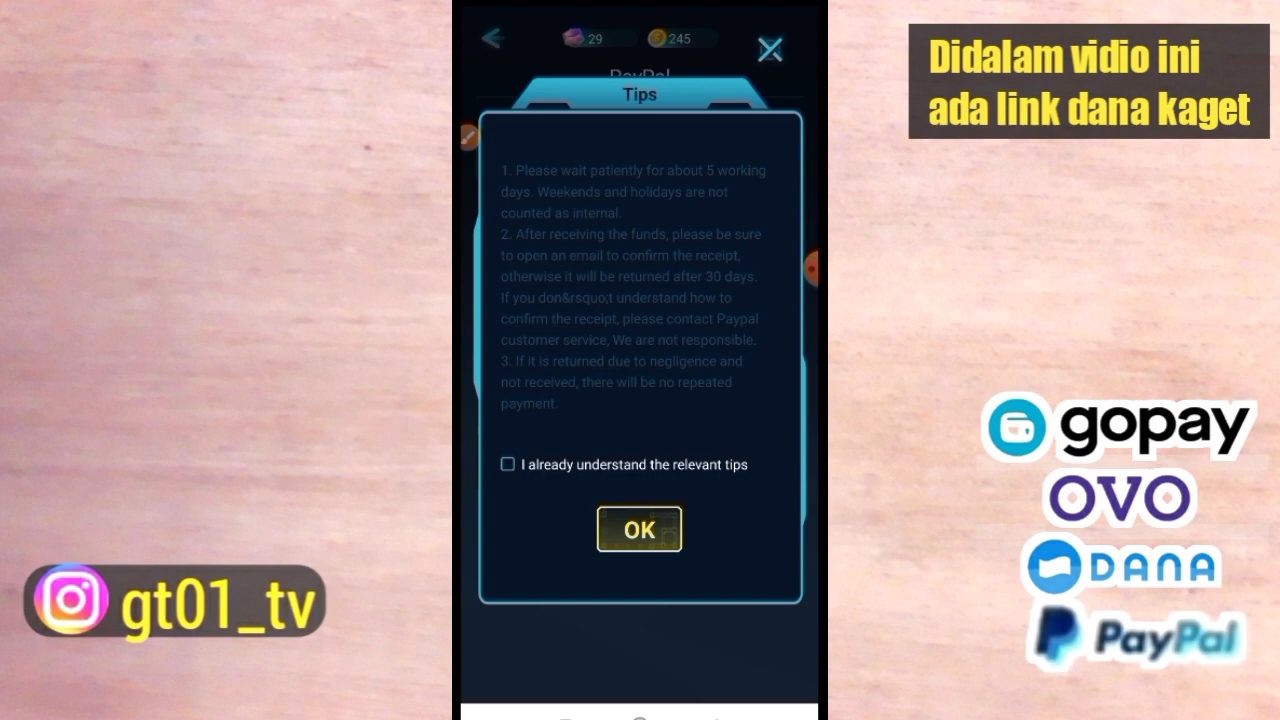 29
245
PayPal
Tips
1. Please wait patiently for about 5 working
days. Weekends and holidays are not
counted as internal.
2. After receiving the funds, please be sure
to open an email to confirm the receipt,
otherwise it will be returned after 30 days.
If you don&rsquo;t understand how to
confirm the receipt, please contact Paypal
customer service, We are not responsible.
3. If it is returned due to negligence and
not received, there will be no repeated
payment.
I already understand the relevant tips
OK
Didalam vidio ini
ada link dana kaget
gopay
OVO
DANA
PayPal
gt01_tv